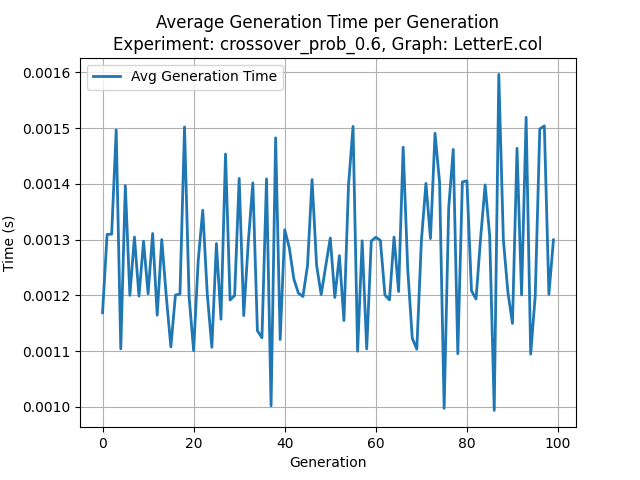 Average Generation Time per Generation
Experiment: crossover_prob_0.6, Graph: LetterE.col
Avg Generation Time
0.0016
0.0015
0.0014
0.0013
0.0012
0.0011
0.0010
Time (s)
0
20
40
60
80
100
Generation